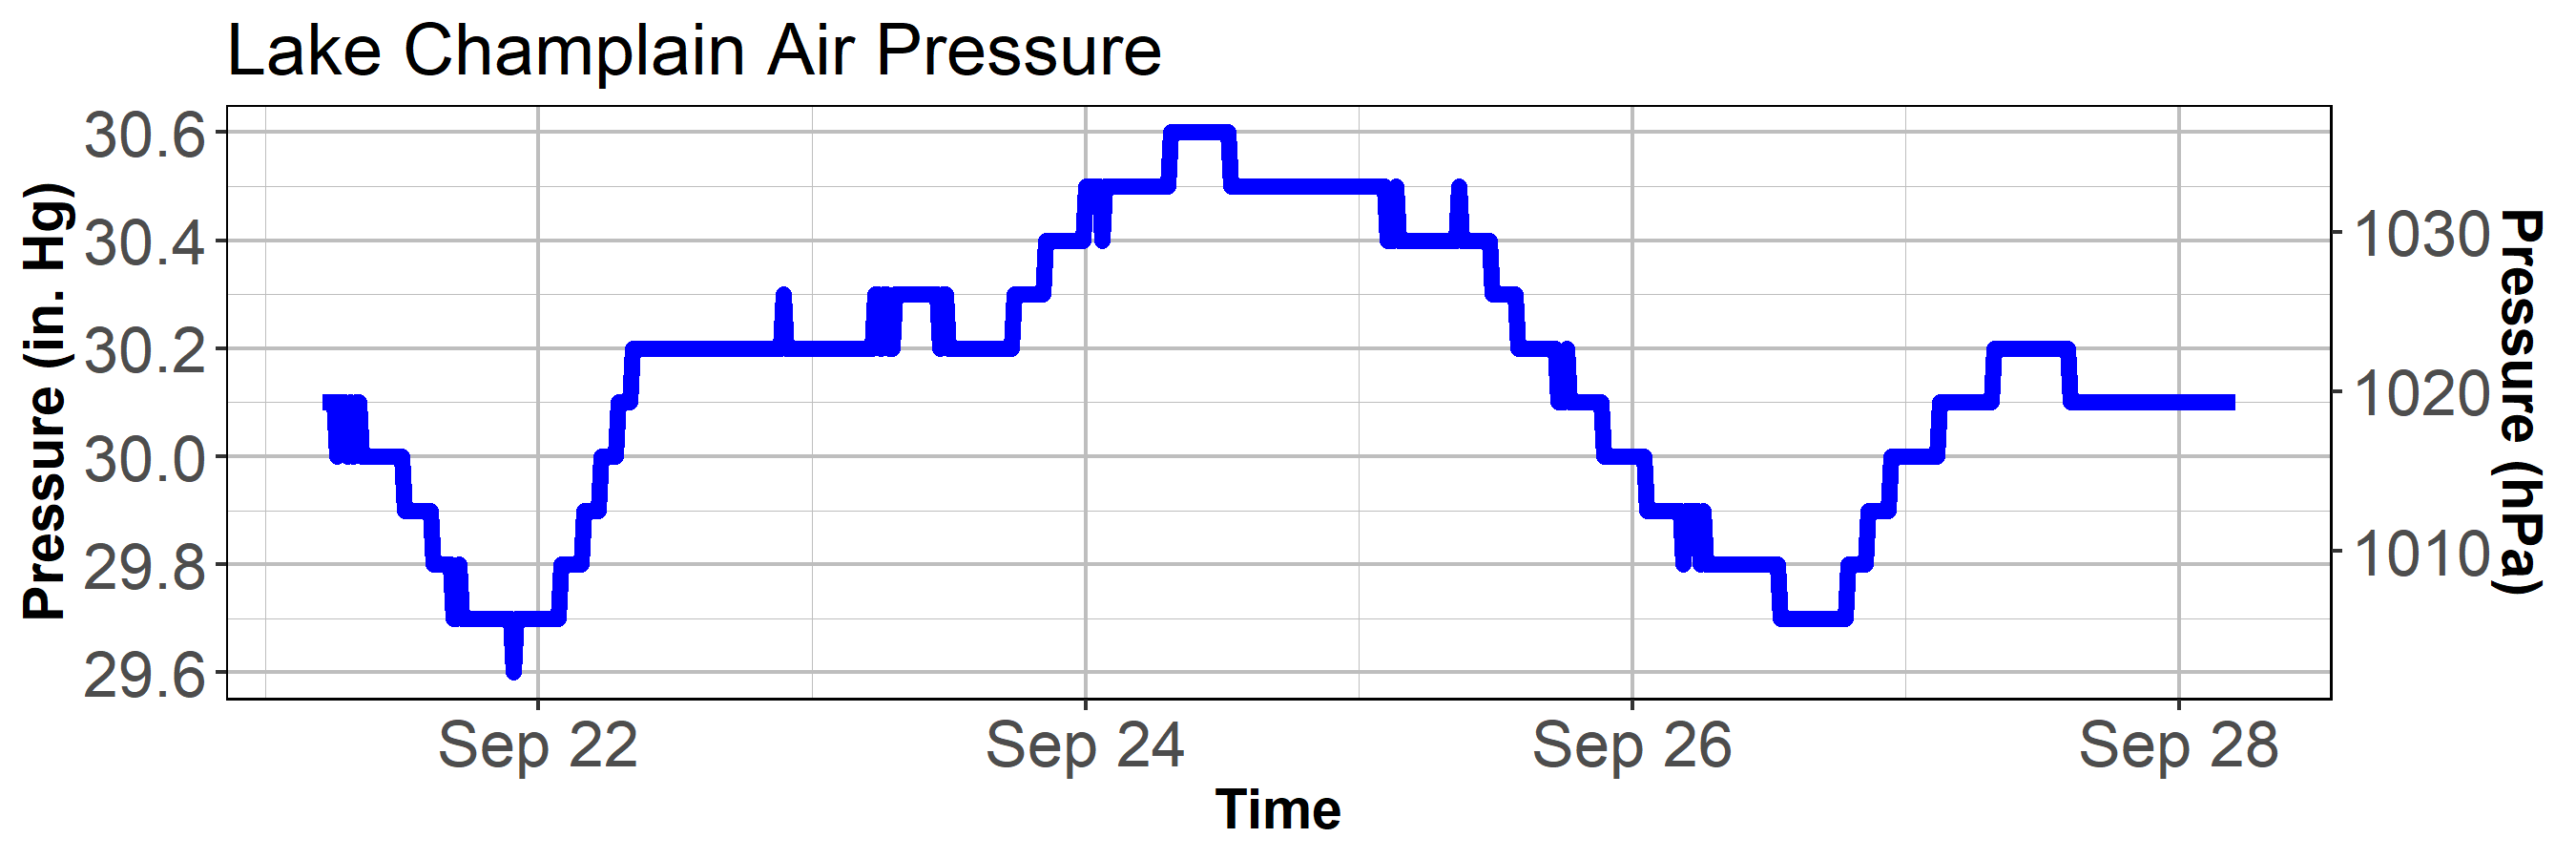 Lake Champlain Air Pressure
Pressure (in. Hg)
30.6
30.4
30.2
30.0
29.8
29.6
1030
1020
1010
Pressure (hPa)
Sep 22 Sep 24 Sep 26 Sep 28
Time